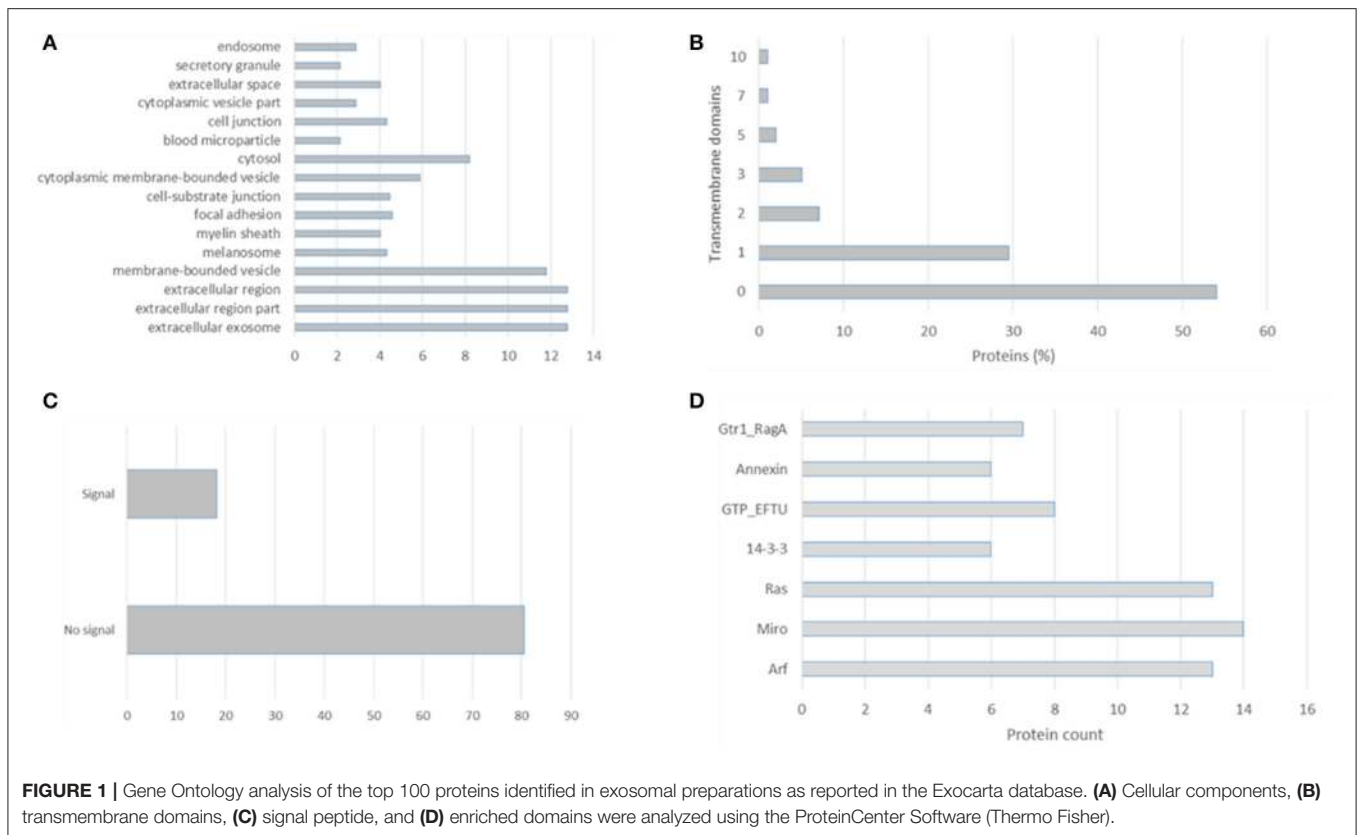 A
endosome
secretory granule
extracellular space
cytoplasmic vesicle part
cell junction
blood microparticle
cytosol
cytoplasmic membrane-bounded vesicle
cell-substrate junction
focal adhesion
myelin sheath
melanosome
membrane-bounded vesicle
extracellular region
extracellular region part
extracellular exosome
0 2 4 6 8 10 12 14
B
Transmembrane domains
10
7
5
3
2
1
0
0 10 20 30 40 50 60
Proteins (%)
C
Signal
No signal
0 10 20 30 40 50 60 70 80 90
D
Gtr1_RagA
Annexin
GTP_EFTU
14-3-3
Ras
Miro
Arf
0 2 4 6 8 10 12 14 16
Protein count
FIGURE 1 | Gene Ontology analysis of the top 100 proteins identified in exosomal preparations as reported in the Exocarta database. (A) Cellular components, (B)
transmembrane domains, (C) signal peptide, and (D) enriched domains were analyzed using the ProteinCenter Software (Thermo Fisher).